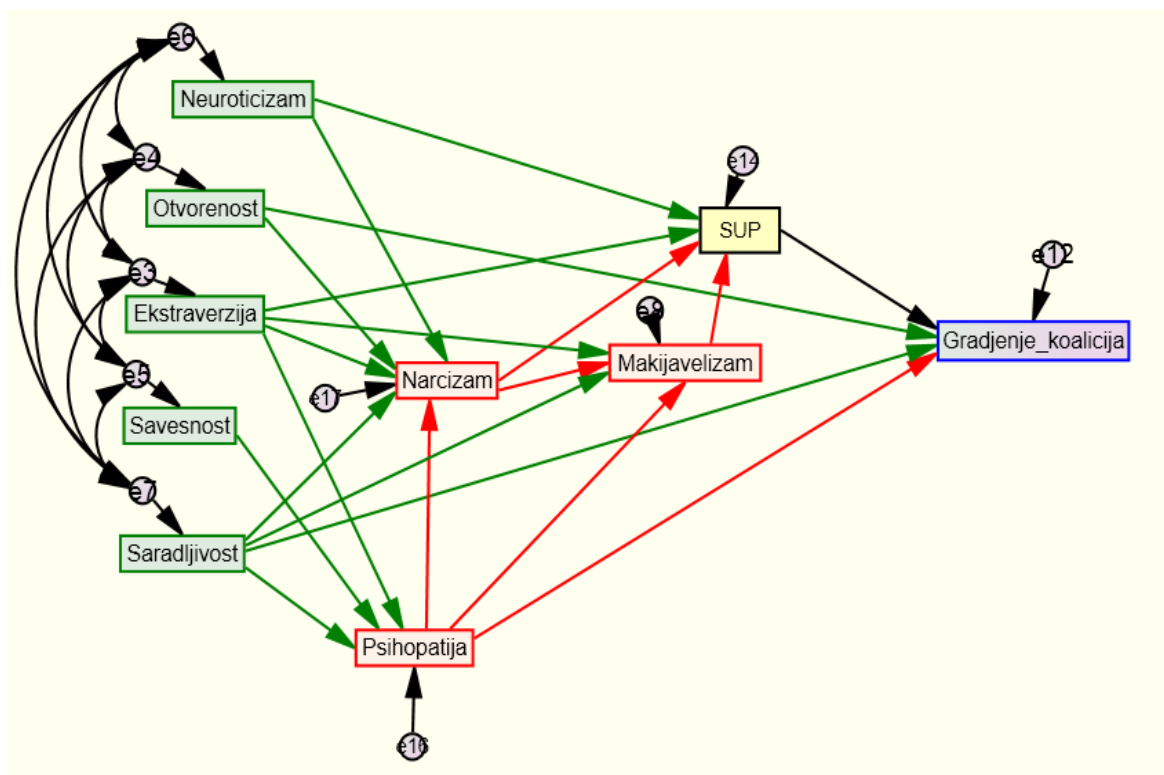 e6
Neuroticizam
e4
Otvorenost
e14
SUP
e3
e12
Ekstraverzija
e9
Gradjenje_koalicija
Makijavelizam
e5
Narcizam
Savesnost
e7
Saradljivost
Psihopatija
e16